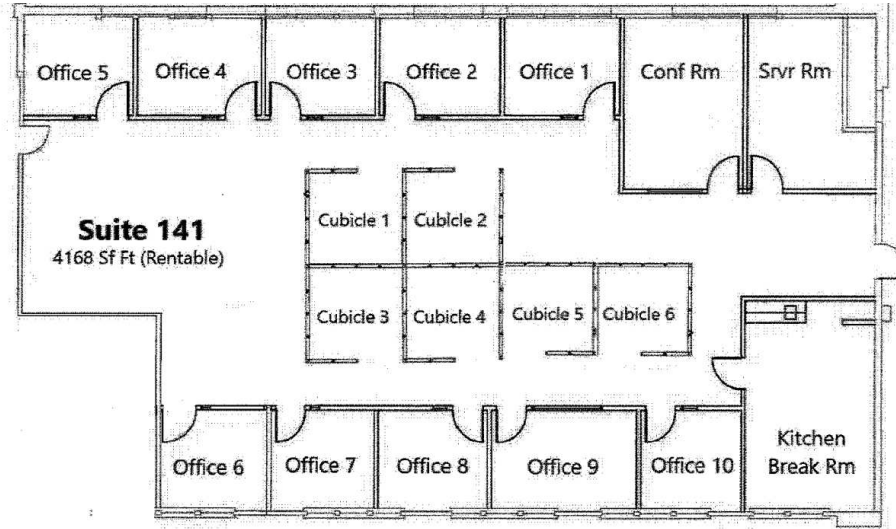 Office 5
Office 4
Office 3
Office 2
Office 1
Conf Rm
Srvr Rm
Suite 141
4168 Sf Ft (Rentable)
Cubicle 1
Cubicle 2
Cubicle 3
Cubicle 4
Cubicle 5
Cubicle 6
Office 6
Office 7
Office 8
Office 9
Office 10
Kitchen
Break Rm